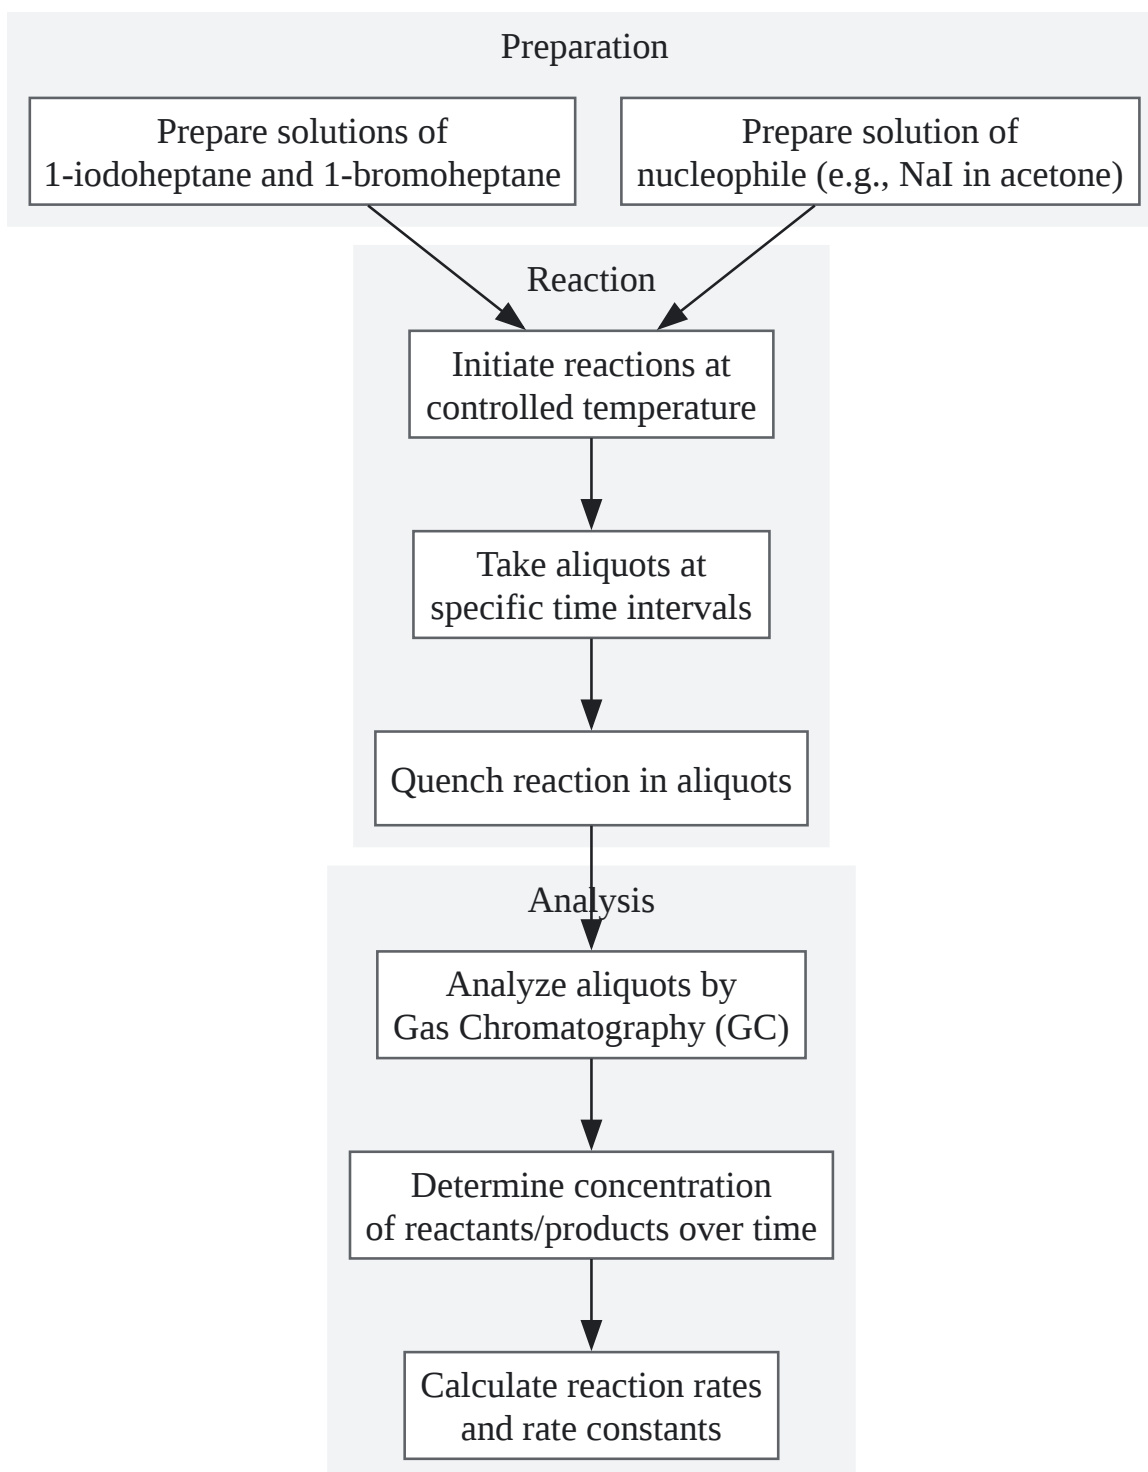 Preparation
Prepare solutions of
1-iodoheptane and 1-bromoheptane
Prepare solution of
nucleophile (e.g., NaI in acetone)
Reaction
Initiate reactions at
controlled temperature
Take aliquots at
specific time intervals
Quench reaction in aliquots
Analysis
Analyze aliquots by
Gas Chromatography (GC)
Determine concentration
of reactants/products over time
Calculate reaction rates
and rate constants